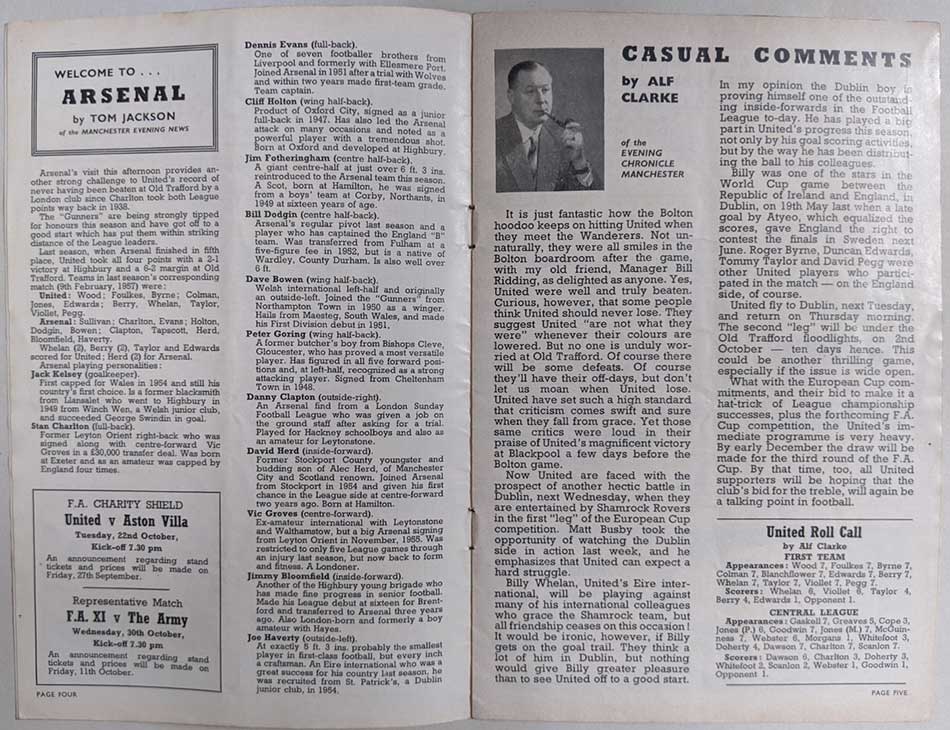 WELCOME TO . . .
ARSENAL
by TOM JACKSON
of the MANCHESTER EVENING NEWS
Arsenal's visit this afternoon provides an-
other strong challenge to United's record of
never having been beaten at Old Trafford by a
London club since Charlton took both League
points way back in 1938.
The "Gunners" are being strongly tipped
for honours this season and have got off to a
good start which has put them within striking
distance of the League leaders.
Last season, when Arsenal finished in fifth
place, United took all four points with a 2-1
victory at Highbury and a 6-2 margin at Old
Trafford. Teams in last season's corresponding
match (9th February, 1957) were :
United : Wood ; Foulkes, Byrne ; Colman,
Jones, Edwards ; Berry, Whelan, Taylor,
Viollet, Pegg.
Arsenal : Sullivan ; Charlton, Evans ; Holton,
Dodgin, Bowen ; Clapton, Tapscott, Herd,
Bloomfield, Haverty.
Whelan (2), Berry (2), Taylor and Edwards
scored for United ; Herd (2) for Arsenal.
Arsenal playing personalities :
Jack Kelsey (goalkeeper).
First capped for Wales in 1954 and still his
country's first choice. Is a former blacksmith
from Llansalet who went to Highbury in
1949 from Winch Wen, a Welsh junior club,
and succeeded George Swindin in goal.
Stan Charlton (full-back).
Former Leyton Orient right-back who was
signed along with centre-forward Vic
Groves in a £30,000 transfer deal. Was born
at Exeter and as an amateur was capped by
England four times.
F.A. CHARITY SHIELD
United v Aston Villa
Tuesday, 22nd October,
Kick-off 7.30 pm
An announcement regarding stand
tickets and prices will be made on
Friday, 27th September.
Representative Match
F.A. XI v The Army
Wednesday, 30th October,
Kick-off 7.30 pm
An announcement regarding stand
tickets and prices will be made on
Friday, 11th October.
PAGE FOUR
Dennis Evans (full-back).
One of seven footballer brothers from
Liverpool and formerly with Ellesmere Port.
Joined Arsenal in 1951 after a trial with Wolves
and within two years made first-team grade.
Team captain.
Cliff Holton (wing half-back).
Product of Oxford City, signed as a junior
full-back in 1947. Has also led the Arsenal
attack on many occasions and noted as a
powerful player with a tremendous shot.
Born at Oxford and developed at Highbury.
Jim Fotheringham (centre half-back).
A giant centre-half at just over 6 ft. 3 ins.
reintroduced to the Arsenal team this season.
A Scot, born at Hamilton, he was signed
from a boys' team at Corby, Northants, in
1949 at sixteen years of age.
Bill Dodgin (centre half-back).
Arsenal's regular pivot last season and a
player who has captained the England "B"
team. Was transferred from Fulham at a
five-figure fee in 1952, but is a native of
Wardley, County Durham. Is also well over
6 ft.
Dave Bowen (wing half-back).
Welsh international left-half and originally
an outside-left. Joined the "Gunners" from
Northampton Town in 1950 as a winger.
Hails from Maesteg, South Wales, and made
his First Division debut in 1951.
Peter Goring (wing half-back).
A former butcher's boy from Bishops Cleve,
Gloucester, who has proved a most versatile
player. Has figured in all five forward posi-
tions and, at left-half, recognized as a strong
attacking player. Signed from Cheltenham
Town in 1948.
Danny Clapton (outside-right).
An Arsenal find from a London Sunday
Football League who was given a job on
the ground staff after asking for a trial.
Played for Hackney schoolboys and also as
an amateur for Leytonstone.
David Herd (inside-forward).
Former Stockport County youngster and
budding son of Alec Herd, of Manchester
City and Scotland renown. Joined Arsenal
from Stockport in 1954 and given his first
chance in the League side at centre-forward
two years ago. Born at Hamilton.
Vic Groves (centre-forward).
Ex-amateur international with Leytonstone
and Walthamstow, but a big Arsenal signing
from Leyton Orient in November, 1955. Was
restricted to only five League games through
an injury last season, but now back to form
and fitness. A Londoner.
Jimmy Bloomfield (inside-forward).
Another of the Highbury young brigade who
has made fine progress in senior football.
Made his League debut at sixteen for Brent-
ford and transferred to Arsenal three years
ago. Also London-born and formerly a boy
amateur with Hayes.
Joe Haverty (outside-left).
At exactly 5 ft. 3 ins. probably the smallest
player in first-class football, but every inch
a craftsman. An Eire international who was a
great success for his country last season, he
was recruited from St. Patrick's, a Dublin
junior club, in 1954.
CASUAL COMMENTS
by ALF
CLARKE
of the
EVENING
CHRONICLE
MANCHESTER
It is just fantastic how the Bolton
hoodoo keeps on hitting United when
they meet the Wanderers. Not un-
naturally, they were all smiles in the
Bolton boardroom after the game,
with my old friend, Manager Bill
Ridding, as delighted as anyone. Yes,
United were well and truly beaten.
Curious, however, that some people
think United should never lose. They
suggest United "are not what they
were" whenever their colours are
lowered. But no one is unduly wor-
ried at Old Trafford. Of course there
will be some defeats. Of course
they'll have their off-days, but don't
let us moan when United lose.
United have set such a high standard
that criticism comes swift and sure
when they fall from grace. Yet those
same critics were loud in their
praise of United's magnificent victory
at Blackpool a few days before the
Bolton game.
Now United are faced with the
prospect of another hectic battle in
Dublin, next Wednesday, when they
are entertained by Shamrock Rovers
in the first "leg" of the European Cup
competition. Matt Busby took the
opportunity of watching the Dublin
side in action last week, and he
emphasizes that United can expect a
hard struggle.
Billy Whelan, United's Eire inter-
national, will be playing against
many of his international colleagues
who grace the Shamrock team, but
all friendship ceases on this occasion !
It would be ironic, however, if Billy
gets on the goal trail. They think a
lot of him in Dublin, but nothing
would give Billy greater pleasure
than to see United off to a good start.
In my opinion the Dublin boy is
proving himself one of the outstand-
ing inside-forwards in the Football
League to-day. He has played a big
part in United's progress this season,
not only by his goal scoring activities,
but by the way he has been distribut-
ing the ball to his colleagues.
Billy was one of the stars in the
World Cup game between the
Republic of Ireland and England, in
Dublin, on 19th May last when a late
goal by Atyeo, which equalized the
scores, gave England the right to
contest the finals in Sweden next
June. Roger Byrne, Duncan Edwards,
Tommy Taylor and David Pegg were
other United players who partici-
pated in the match — on the England
side, of course.
United fly to Dublin, next Tuesday,
and return on Thursday morning.
The second "leg" will be under the
Old Trafford floodlights, on 2nd
October — ten days hence. This
could be another thrilling game,
especially if the issue is wide open.
What with the European Cup com-
mitments, and their bid to make it a
hat-trick of League championship
successes, plus the forthcoming F.A.
Cup competition, the United's im-
mediate programme is very heavy.
By early December the draw will be
made for the third round of the F.A.
Cup. By that time, too, all United
supporters will be hoping that the
club's bid for the treble, will again be
a talking point in football.
United Roll Call
by Alf Clarke
FIRST TEAM
Appearances : Wood 7, Foulkes 7, Byrne 7,
Colman 7, Blanchflower 7, Edwards 7, Berry 7,
Whelan 7, Taylor 7, Viollet 7, Pegg 7.
Scorers : Whelan 6, Viollet 6, Taylor 4,
Berry 4, Edwards 1, Opponent 1.
CENTRAL LEAGUE
Appearances : Gaskell 7, Greaves 5, Cope 3,
Jones (P.) 6, Goodwin 7, Jones (M.) 7, McGuin-
ness 7, Webster 6, Morgans 1, Whitefoot 3,
Doherty 4, Dawson 7, Charlton 7, Scanlon 7.
Scorers : Dawson 6, Charlton 3, Doherty 3,
Whitefoot 2, Scanlon 2, Webster 1, Goodwin 1,
Opponent 1.
PAGE FIVE